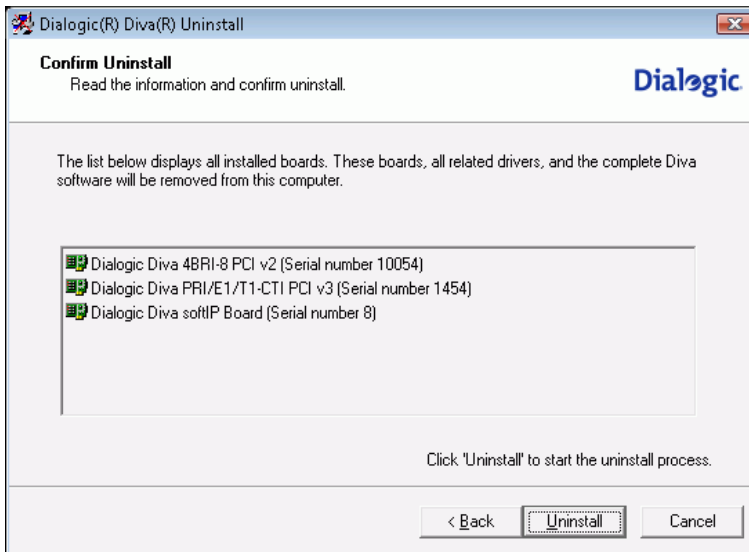 Dialogic(R) Diva(R) Uninstall
Confirm Uninstall
Read the information and confirm uninstall.
Dialogic
The list below displays all installed boards. These boards, all related drivers, and the complete Diva
software will be removed from this computer.
Dialogic Diva 4BRI-8 PCI v2 (Serial number 10054)
Dialogic Diva PRI/E1/T1-CTI PCI v3 (Serial number 1454)
Dialogic Diva softIP Board (Serial number 8)
Click 'Uninstall' to start the uninstall process.
< Back
Uninstall
Cancel